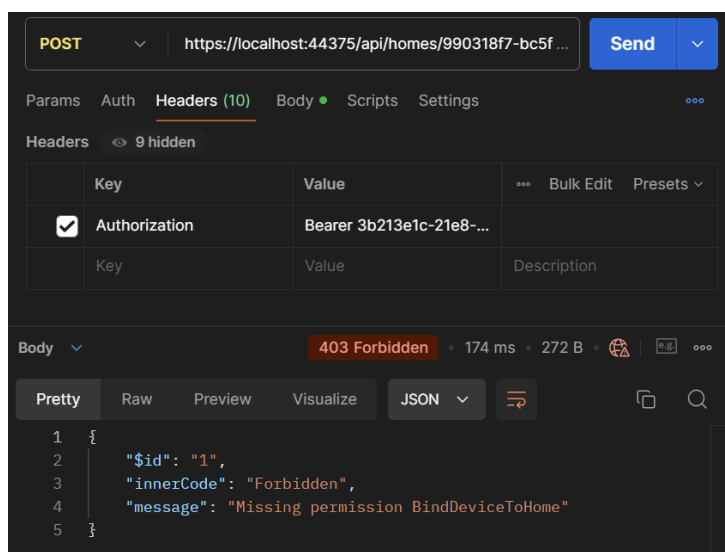 POST https://localhost:44375/api/homes/990318f7-bc5f ... Send
Params Auth Headers (10) Body Scripts Settings
Headers 9 hidden
Key Value Bulk Edit Presets
Authorization Bearer 3b213e1c-21e8-...
Key Value Description
Body 403 Forbidden 174 ms 272 B e.g.
Pretty Raw Preview Visualize JSON
1 {
2 "$id": "1",
3 "innerCode": "Forbidden",
4 "message": "Missing permission BindDeviceToHome"
5 }